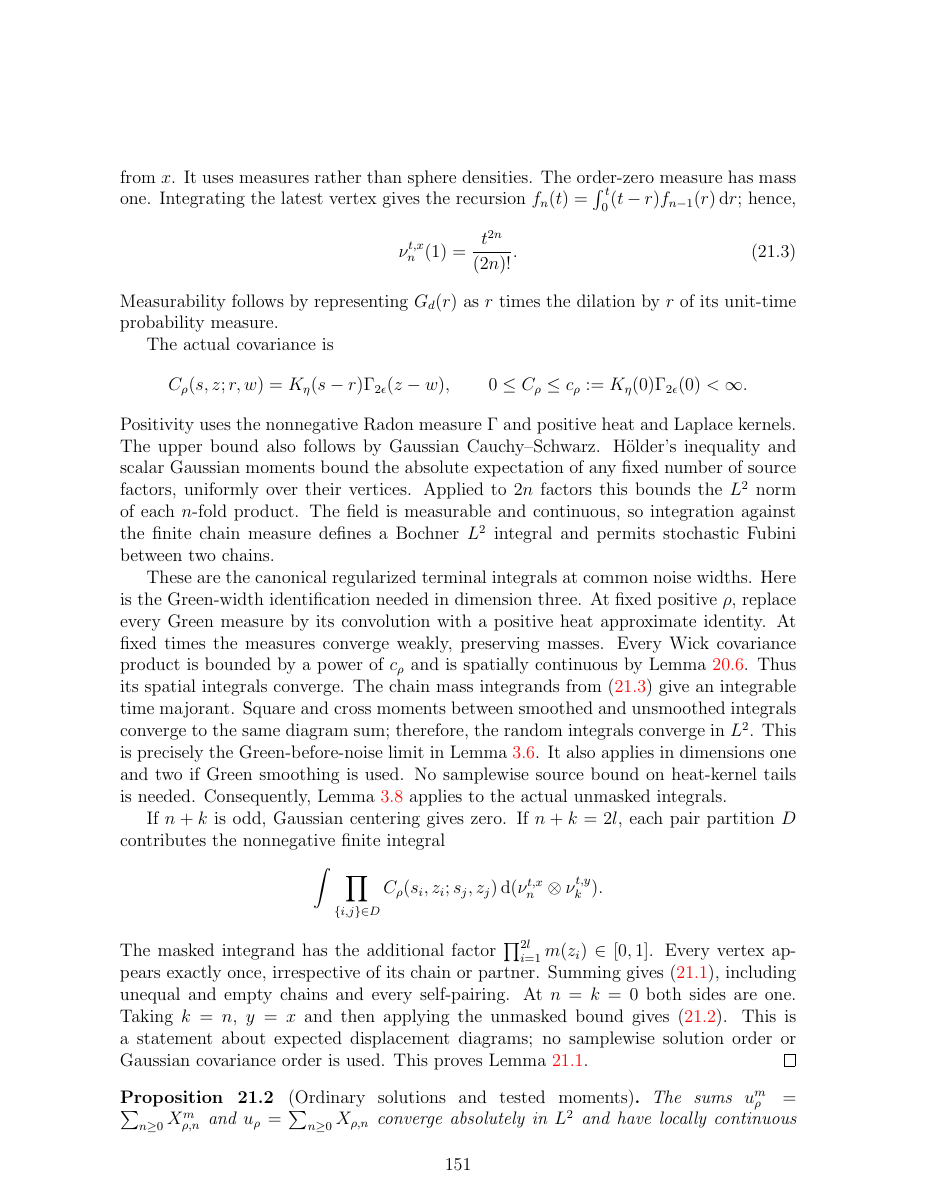 from x. It uses measures rather than sphere densities. The order-zero measure has mass
one. Integrating the latest vertex gives the recursion f_n(t) = ∫_0^t (t − r)f_{n−1}(r) dr; hence,
ν_n^{t,x}(1) = t^{2n}/(2n)!. (21.3)
Measurability follows by representing G_d(r) as r times the dilation by r of its unit-time
probability measure.
The actual covariance is
C_ρ(s, z; r, w) = K_η(s − r)Γ_{2ϵ}(z − w), 0 ≤ C_ρ ≤ c_ρ := K_η(0)Γ_{2ϵ}(0) < ∞.
Positivity uses the nonnegative Radon measure Γ and positive heat and Laplace kernels.
The upper bound also follows by Gaussian Cauchy–Schwarz. Hölder's inequality and
scalar Gaussian moments bound the absolute expectation of any fixed number of source
factors, uniformly over their vertices. Applied to 2n factors this bounds the L² norm
of each n-fold product. The field is measurable and continuous, so integration against
the finite chain measure defines a Bochner L² integral and permits stochastic Fubini
between two chains.
These are the canonical regularized terminal integrals at common noise widths. Here
is the Green-width identification needed in dimension three. At fixed positive ρ, replace
every Green measure by its convolution with a positive heat approximate identity. At
fixed times the measures converge weakly, preserving masses. Every Wick covariance
product is bounded by a power of c_ρ and is spatially continuous by Lemma 20.6. Thus
its spatial integrals converge. The chain mass integrands from (21.3) give an integrable
time majorant. Square and cross moments between smoothed and unsmoothed integrals
converge to the same diagram sum; therefore, the random integrals converge in L². This
is precisely the Green-before-noise limit in Lemma 3.6. It also applies in dimensions one
and two if Green smoothing is used. No samplewise source bound on heat-kernel tails
is needed. Consequently, Lemma 3.8 applies to the actual unmasked integrals.
If n + k is odd, Gaussian centering gives zero. If n + k = 2l, each pair partition D
contributes the nonnegative finite integral
∫ ∏_{{i,j}∈D} C_ρ(s_i, z_i; s_j, z_j) d(ν_n^{t,x} ⊗ ν_k^{t,y}).
The masked integrand has the additional factor ∏_{i=1}^{2l} m(z_i) ∈ [0, 1]. Every vertex ap-
pears exactly once, irrespective of its chain or partner. Summing gives (21.1), including
unequal and empty chains and every self-pairing. At n = k = 0 both sides are one.
Taking k = n, y = x and then applying the unmasked bound gives (21.2). This is
a statement about expected displacement diagrams; no samplewise solution order or
Gaussian covariance order is used. This proves Lemma 21.1. □
Proposition 21.2 (Ordinary solutions and tested moments). The sums u_ρ^m =
∑_{n≥0} X_{ρ,n}^m and u_ρ = ∑_{n≥0} X_{ρ,n} converge absolutely in L² and have locally continuous
151